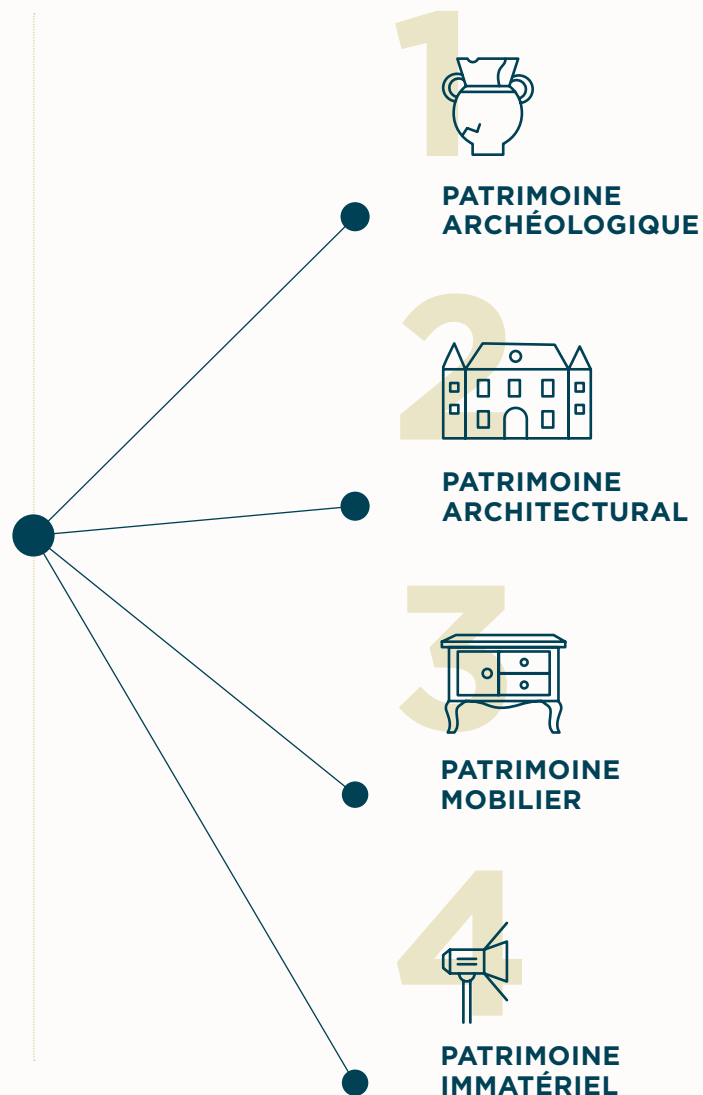 1
PATRIMOINE
ARCHÉOLOGIQUE
2
PATRIMOINE
ARCHITECTURAL
3
PATRIMOINE
MOBILIER
4
PATRIMOINE
IMMATÉRIEL